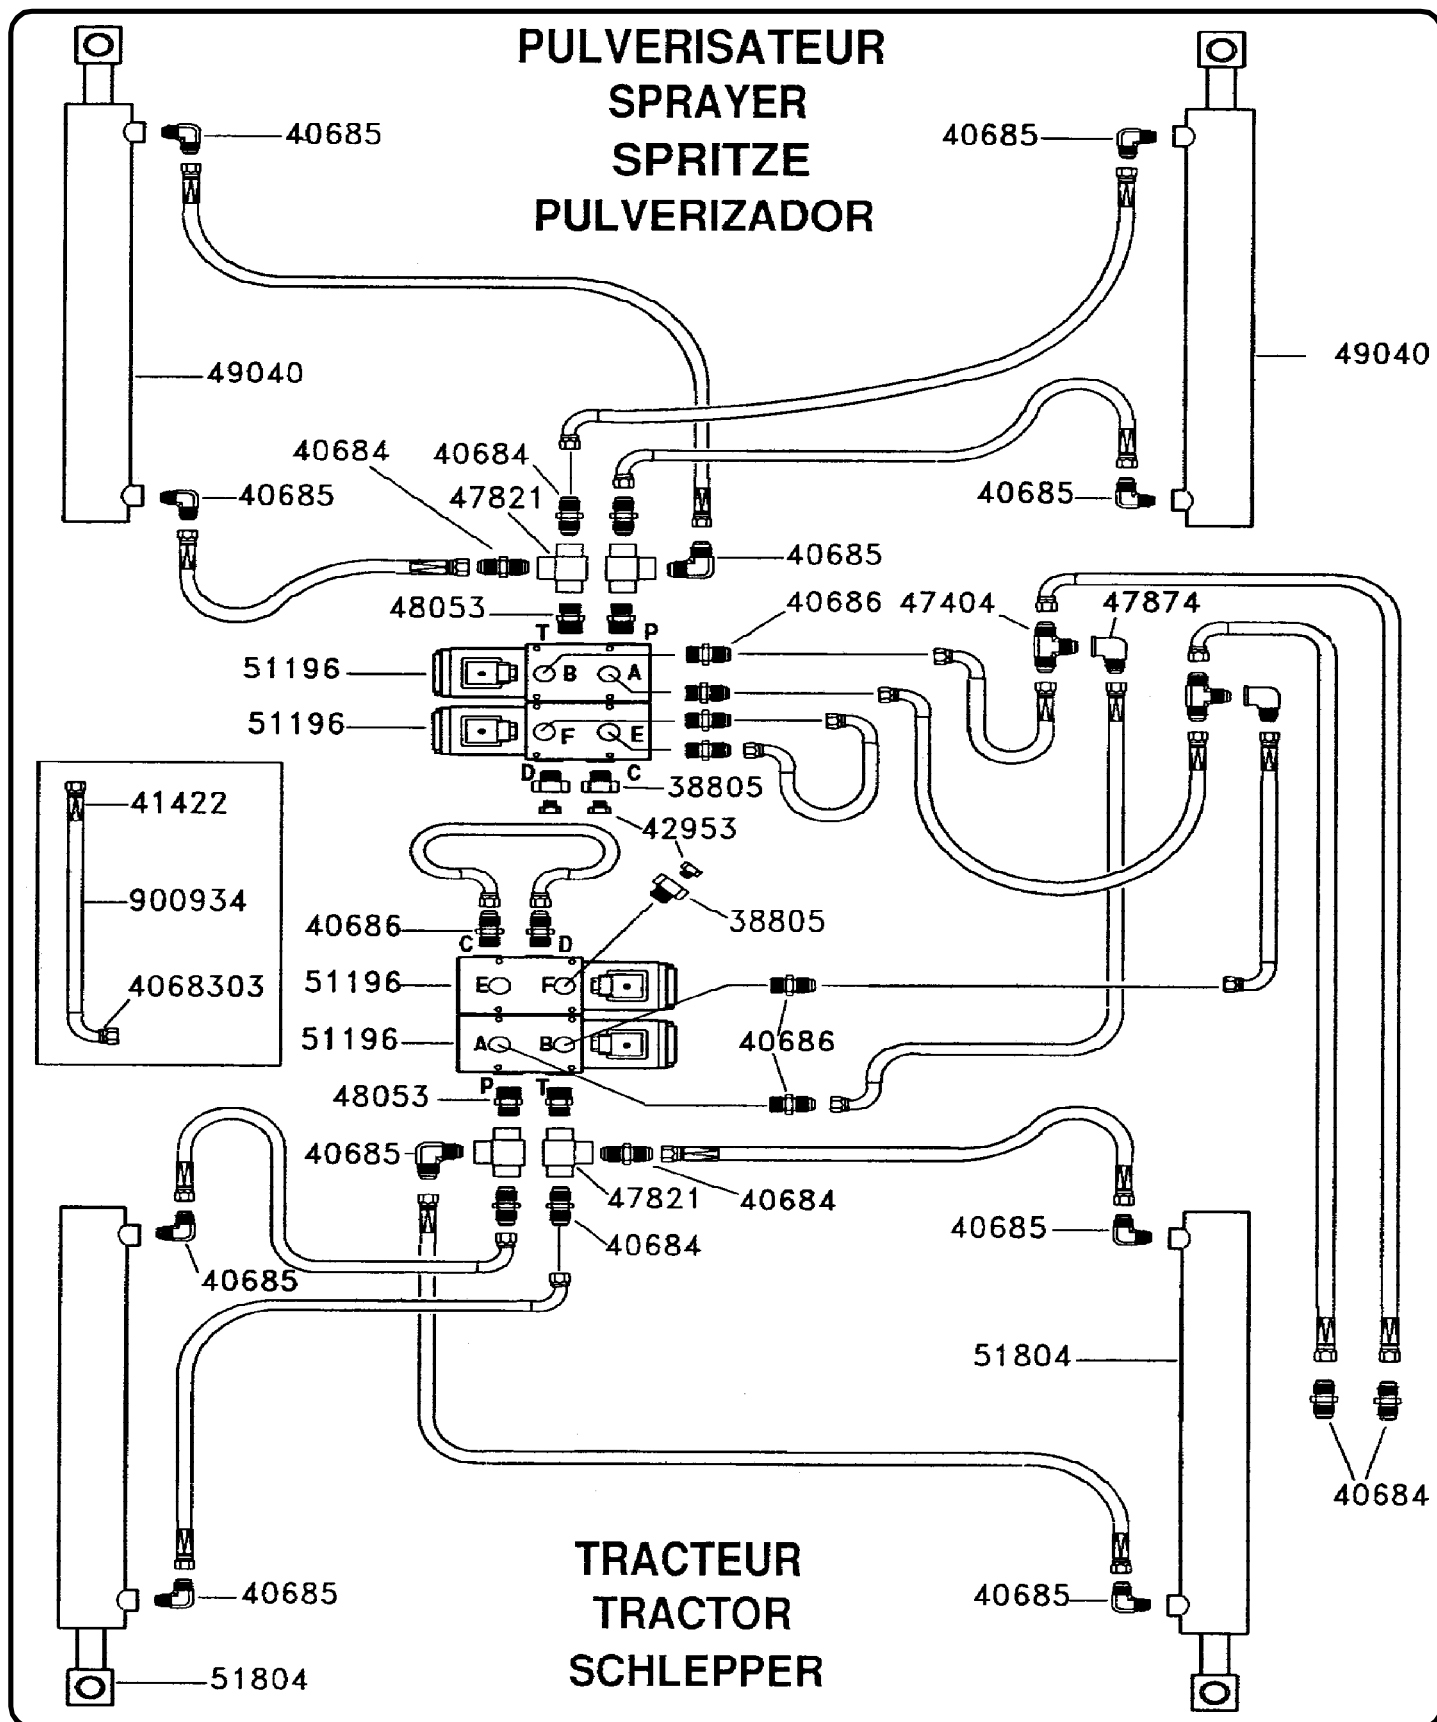 PULVERISATEUR
SPRAYER
SPRITZE
PULVERIZADOR
40685
40685
49040
49040
40684
40684
40685
47821
40685
40685
48053
40686
47404
47874
T
P
51196
B
A
51196
F
E
D
C
38805
41422
42953
900934
38805
40686
C
D
4068303
51196
E
F
51196
A
B
40686
P
T
48053
40685
47821
40684
40685
40684
40685
51804
40684
40685
40685
TRACTEUR
TRACTOR
SCHLEPPER
51804